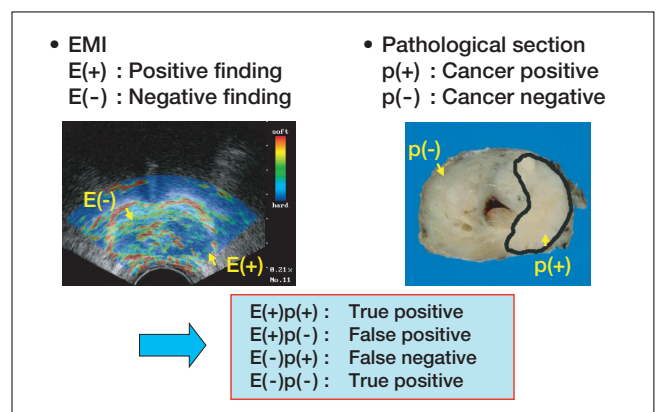 • EMI
E(+) : Positive finding
E(-) : Negative finding
• Pathological section
p(+) : Cancer positive
p(-) : Cancer negative
soft
hard
E(-)
E(+)
0.21%
No.11
p(-)
p(+)
E(+)p(+) : True positive
E(+)p(-) : False positive
E(-)p(+) : False negative
E(-)p(-) : True positive